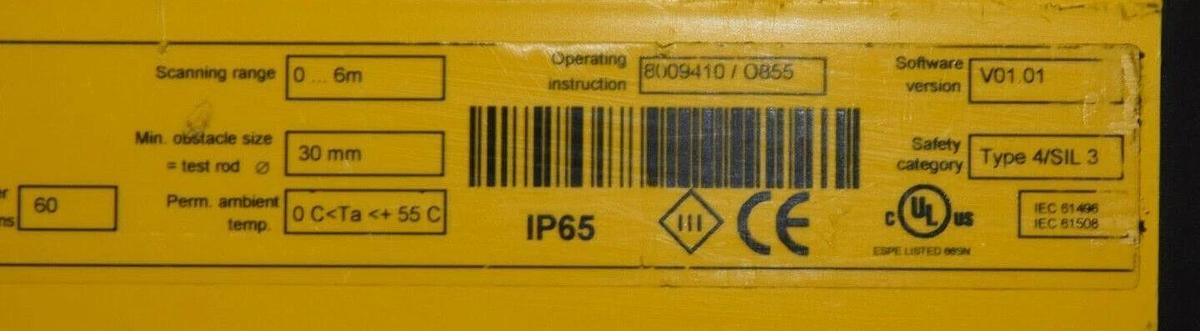 Scanning range 0 ... 6m
Operating instruction 8009410 / O855
Software version V01.01
Min. obstacle size = test rod Ø 30 mm
Safety category Type 4/SIL 3
60
Perm. ambient temp. 0 C<Ta <+ 55 C
IP65
CE
c UL us
ESPE LISTED
IEC 61496
IEC 61508